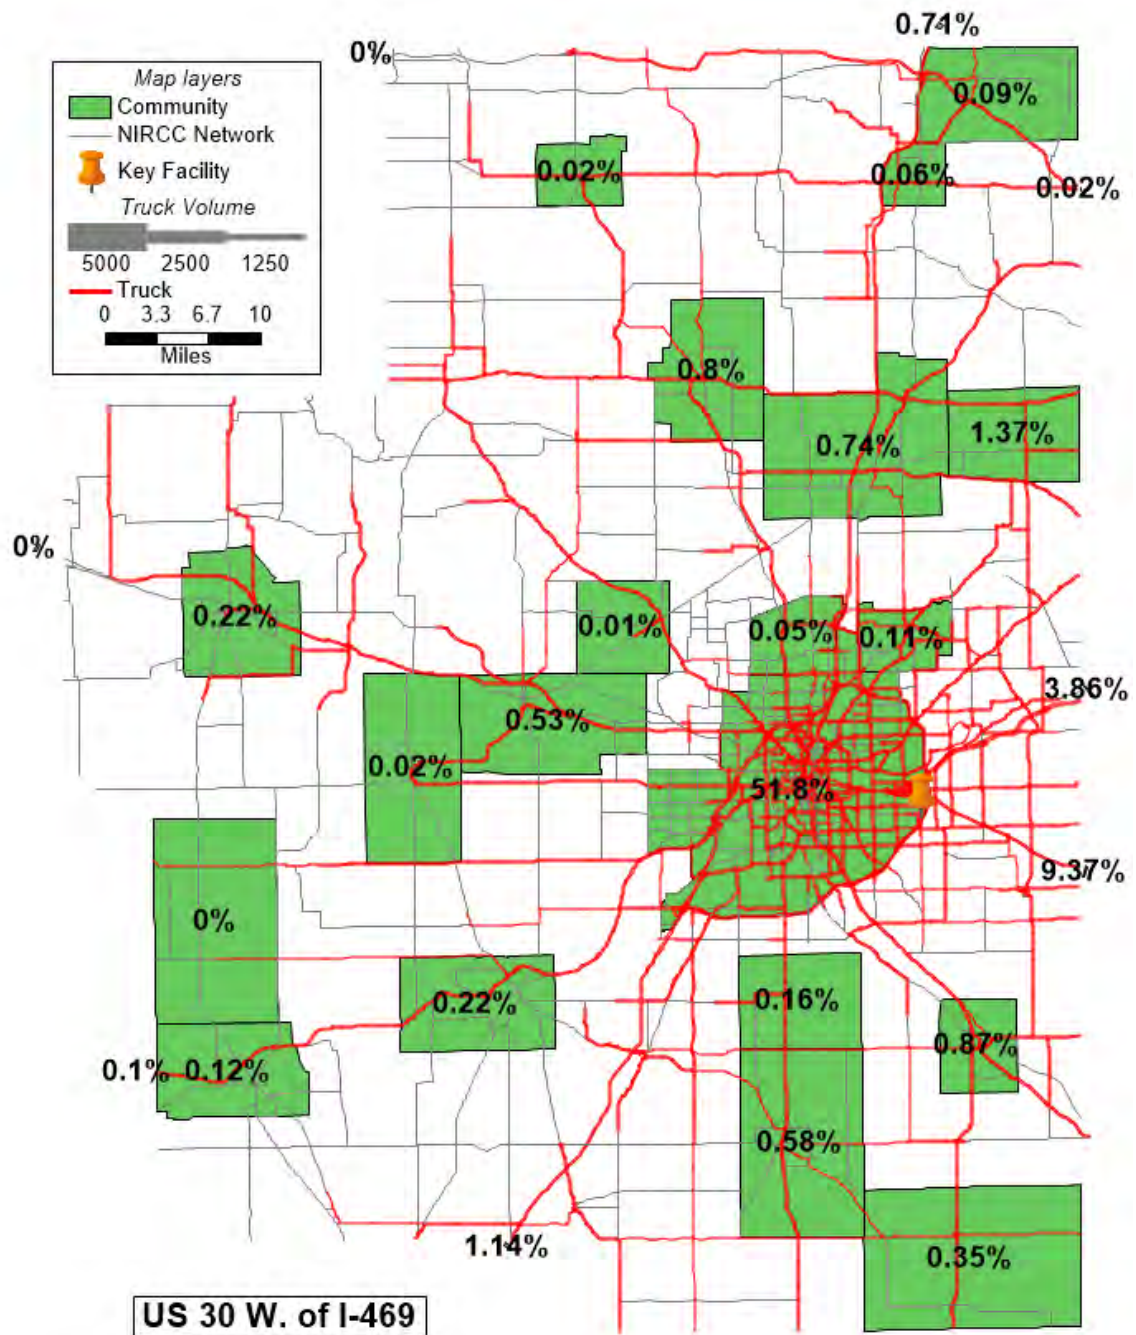 0.71%
0%
Map layers
Community
NIRCC Network
Key Facility
Truck Volume
5000 2500 1250
Truck
0 3.3 6.7 10
Miles
0.09%
0.02%
0.06%
0.02%
0.8%
0.74%
1.37%
0%
0.22%
0.01%
0.05%
0.11%
3.86%
0.53%
0.02%
51.8%
9.37%
0%
0.22%
0.16%
0.87%
0.1%
0.12%
0.58%
1.14%
0.35%
US 30 W. of I-469